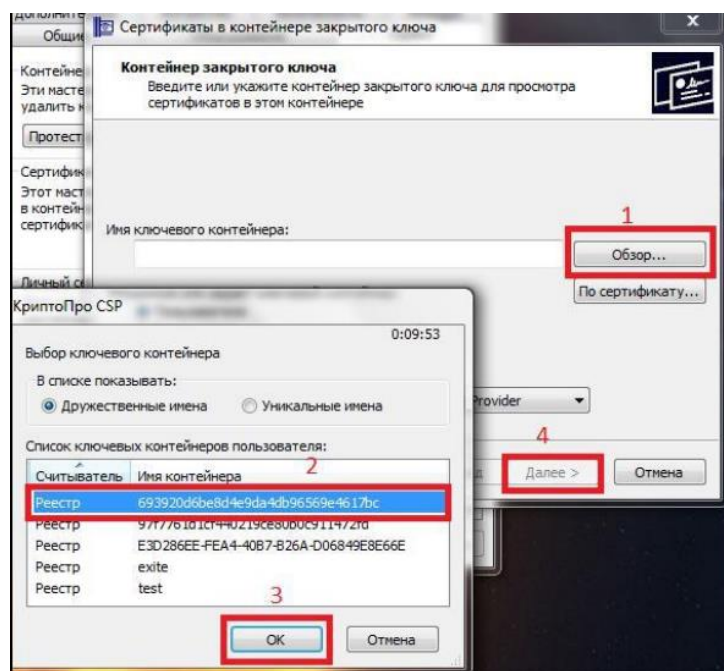 Общие
Сертификаты в контейнере закрытого ключа
x
Контейнер закрытого ключа
Введите или укажите контейнер закрытого ключа для просмотра
сертификатов в этом контейнере
Контейне
Эти масте
удалить к
Протест
Сертифик
Этот маст
в контейн
сертифик
1
Имя ключевого контейнера:
Обзор...
По сертификату...
Личный се
КриптоПро CSP
0:09:53
Выбор ключевого контейнера
В списке показывать:
Дружественные имена
Уникальные имена
Provider
Список ключевых контейнеров пользователя:
4
Считыватель Имя контейнера
2
Далее >
Отмена
Реестр 693920d6be8d4e9da4db96569e4617bc
Реестр 97f7761d1cf440219ce80b0c911472fd
Реестр E3D286EE-FEA4-40B7-B26A-D06849E8E66E
Реестр exite
Реестр test
3
OK
Отмена